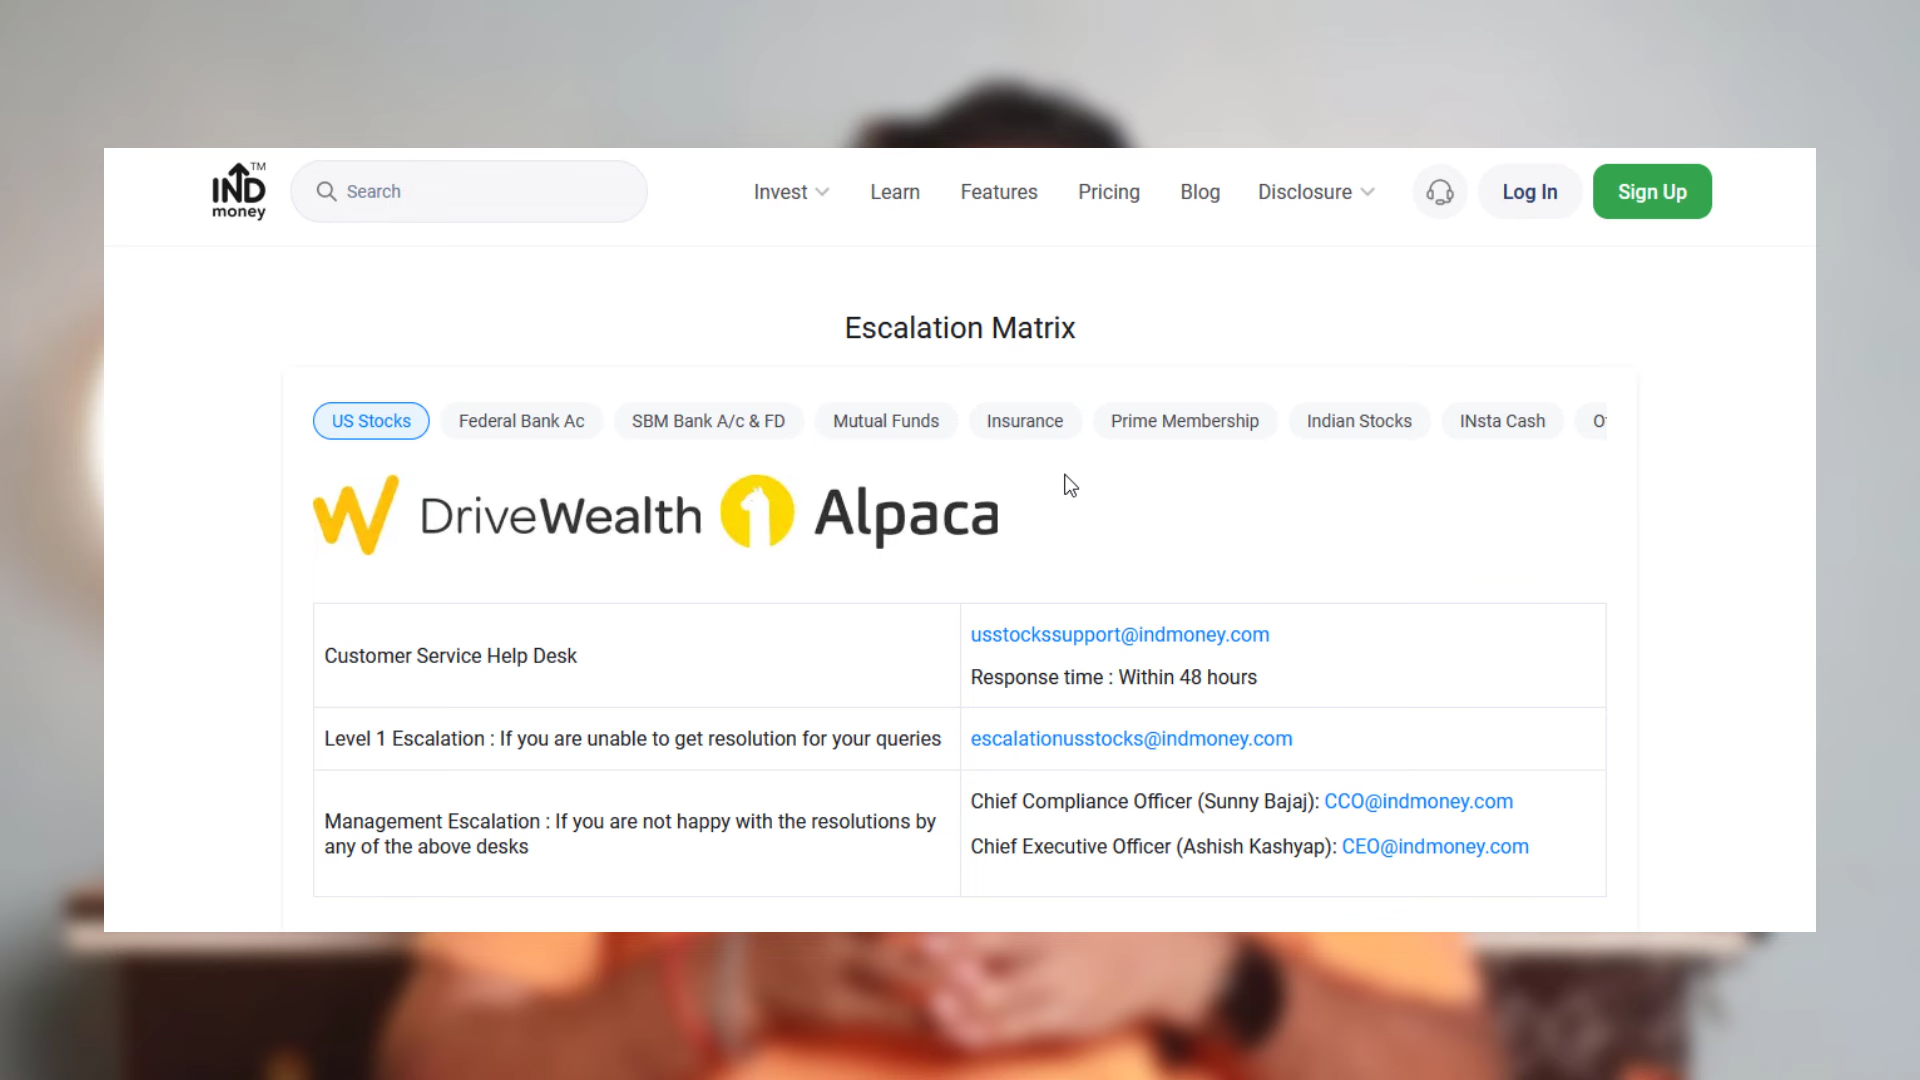 IND TM
money
Search
Invest
Learn
Features
Pricing
Blog
Disclosure
Log In
Sign Up
Escalation Matrix
US Stocks
Federal Bank Ac
SBM Bank A/c & FD
Mutual Funds
Insurance
Prime Membership
Indian Stocks
INsta Cash
DriveWealth
Alpaca
Customer Service Help Desk
usstockssupport@indmoney.com
Response time : Within 48 hours
Level 1 Escalation : If you are unable to get resolution for your queries
escalationusstocks@indmoney.com
Management Escalation : If you are not happy with the resolutions by
any of the above desks
Chief Compliance Officer (Sunny Bajaj): CCO@indmoney.com
Chief Executive Officer (Ashish Kashyap): CEO@indmoney.com